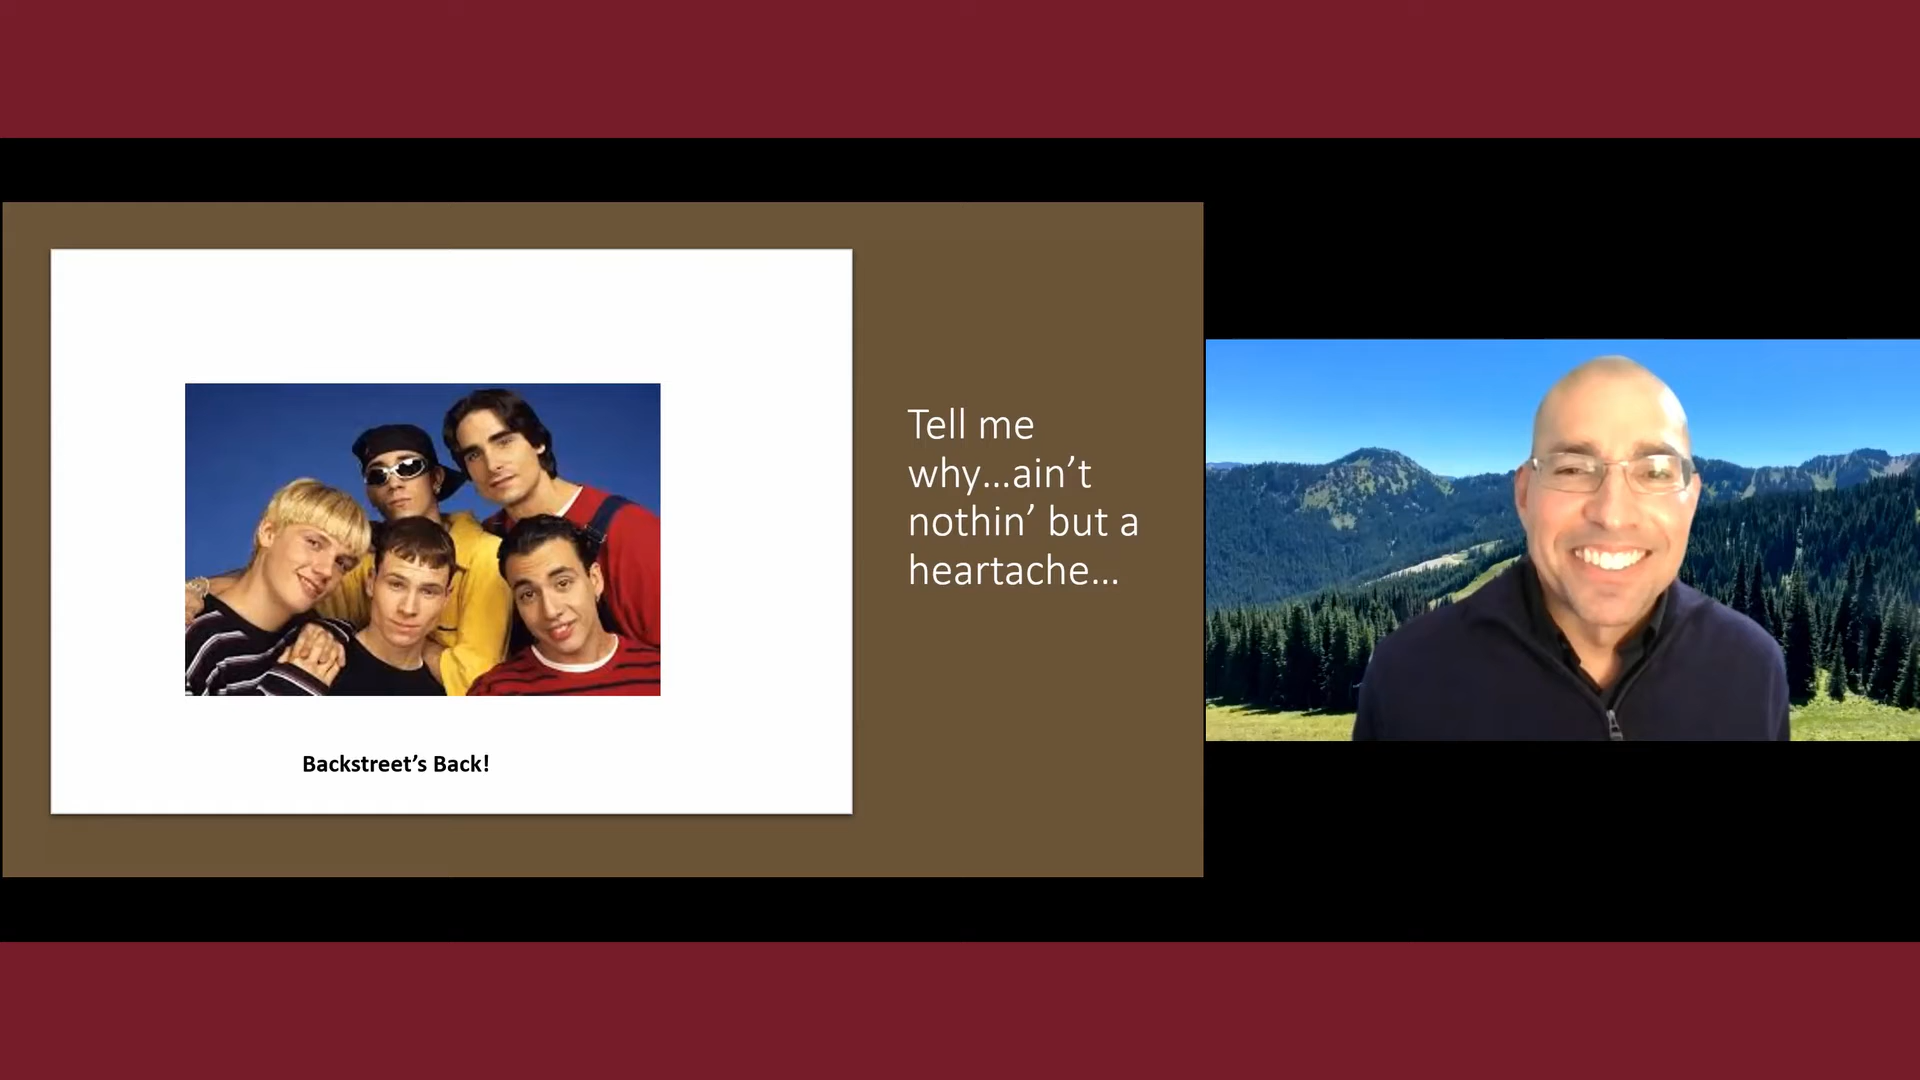 Tell me
why...ain’t
nothin’ but a
heartache...
Backstreet’s Back!